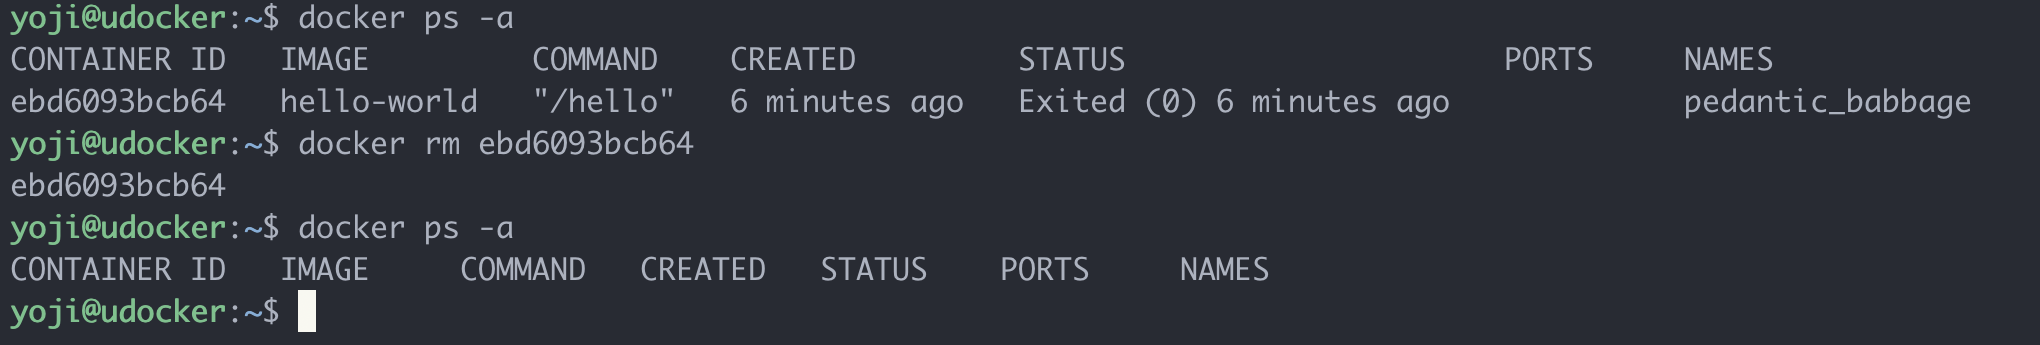 yoji@udocker:~$ docker ps -a
CONTAINER ID   IMAGE         COMMAND    CREATED         STATUS                     PORTS     NAMES
ebd6093bcb64   hello-world   "/hello"   6 minutes ago   Exited (0) 6 minutes ago             pedantic_babbage
yoji@udocker:~$ docker rm ebd6093bcb64
ebd6093bcb64
yoji@udocker:~$ docker ps -a
CONTAINER ID   IMAGE     COMMAND   CREATED   STATUS    PORTS     NAMES
yoji@udocker:~$